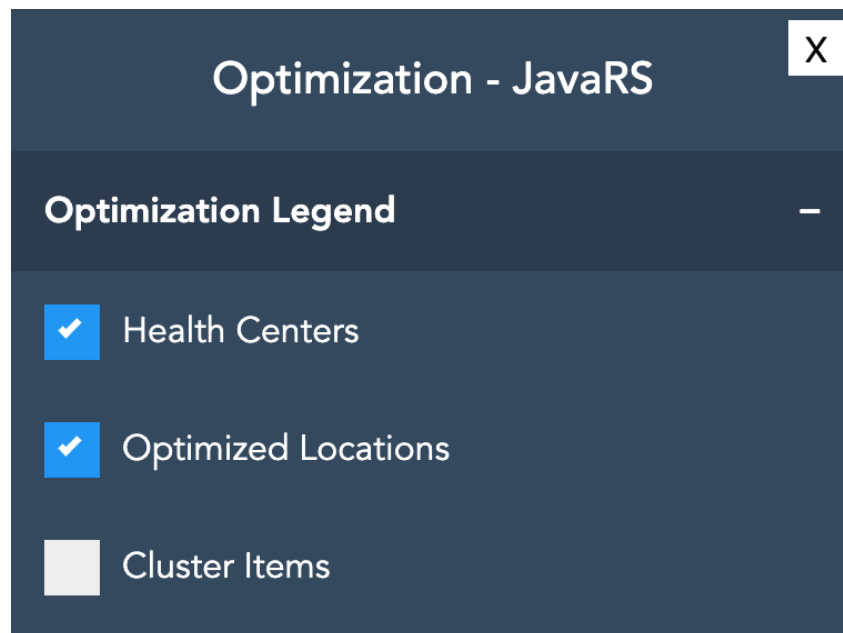 X
Optimization - JavaRS
Optimization Legend
Health Centers
Optimized Locations
Cluster Items